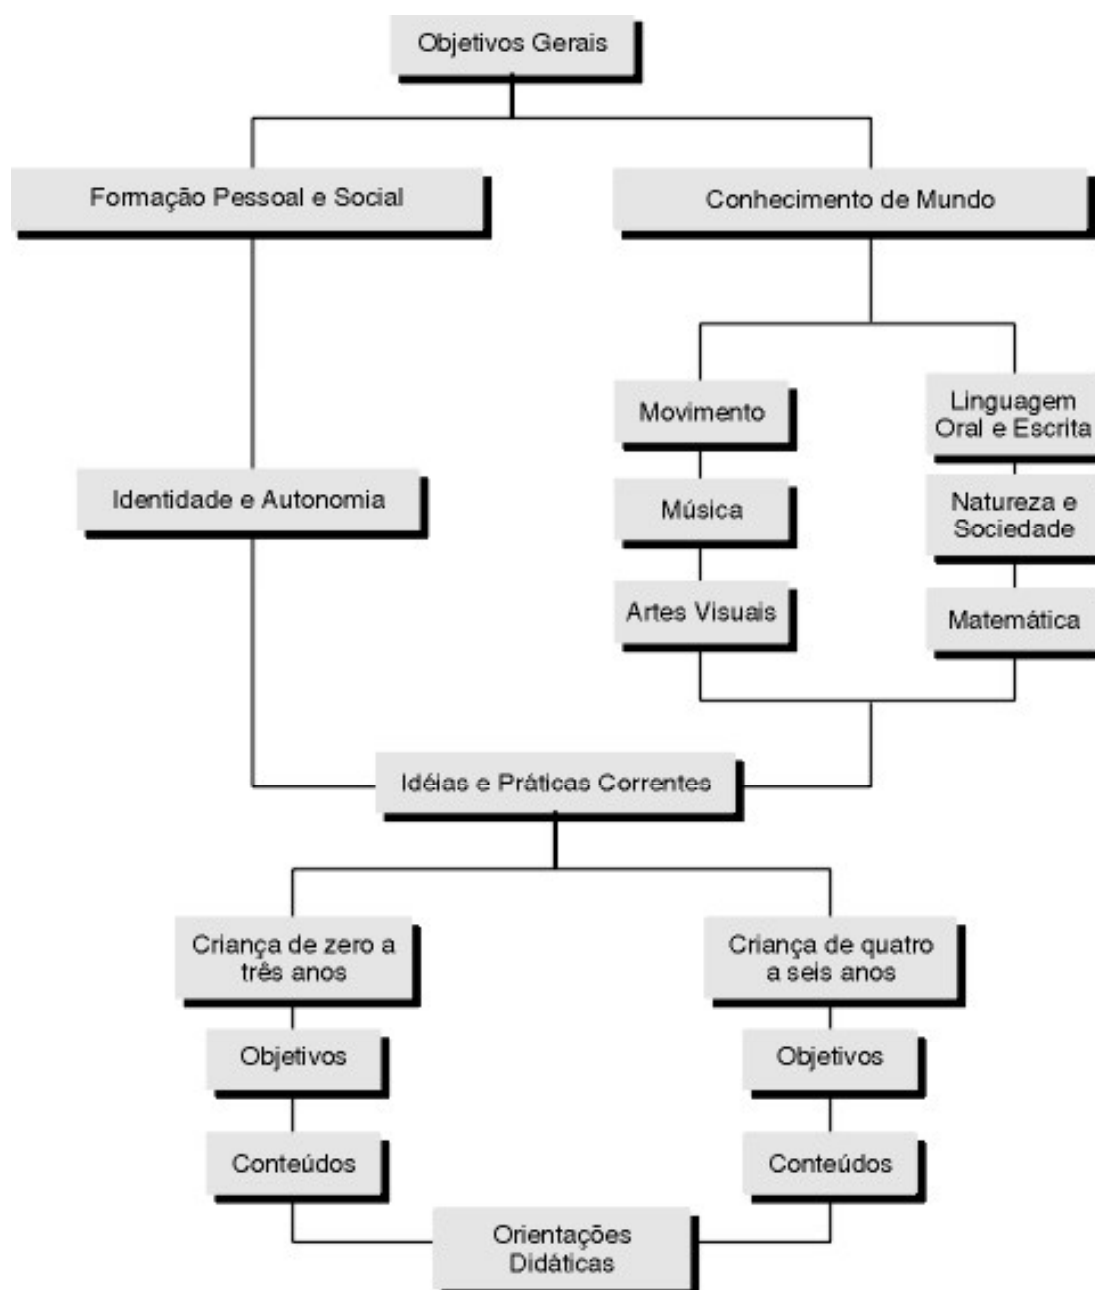 Objetivos Gerais
Formação Pessoal e Social
Conhecimento de Mundo
Movimento
Linguagem
Oral e Escrita
Identidade e Autonomia
Música
Natureza e
Sociedade
Artes Visuais
Matemática
Idéias e Práticas Correntes
Criança de zero a
três anos
Criança de quatro
a seis anos
Objetivos
Objetivos
Conteúdos
Conteúdos
Orientações
Didáticas